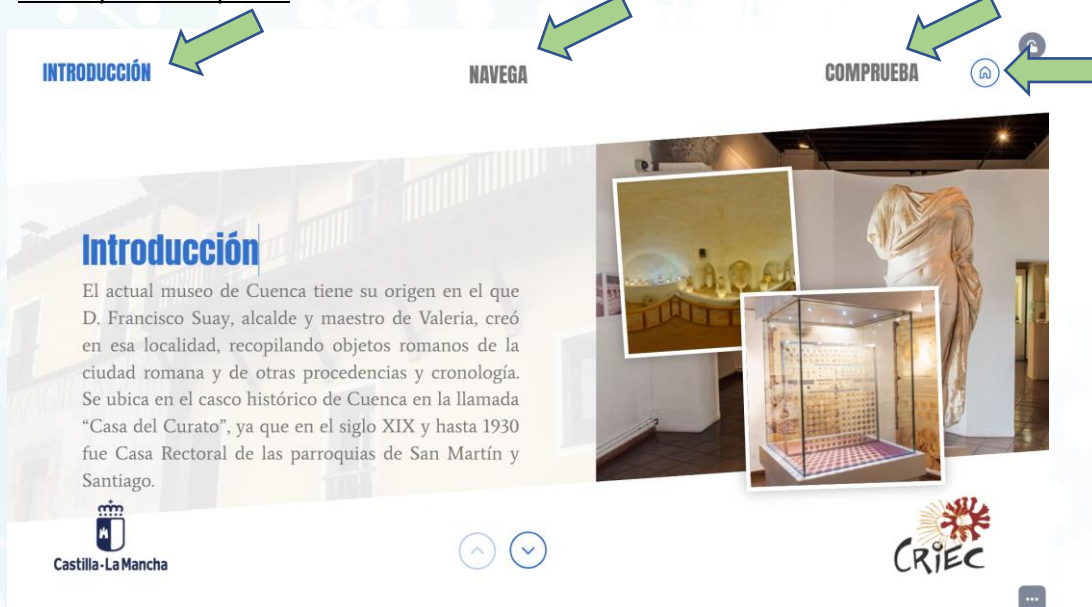 INTRODUCCIÓN
NAVEGA
COMPRUEBA
Introducción
El actual museo de Cuenca tiene su origen en el que
D. Francisco Suay, alcalde y maestro de Valeria, creó
en esa localidad, recopilando objetos romanos de la
ciudad romana y de otras procedencias y cronología.
Se ubica en el casco histórico de Cuenca en la llamada
“Casa del Curato”, ya que en el siglo XIX y hasta 1930
fue Casa Rectoral de las parroquias de San Martín y
Santiago.
Castilla-La Mancha
CRIEC